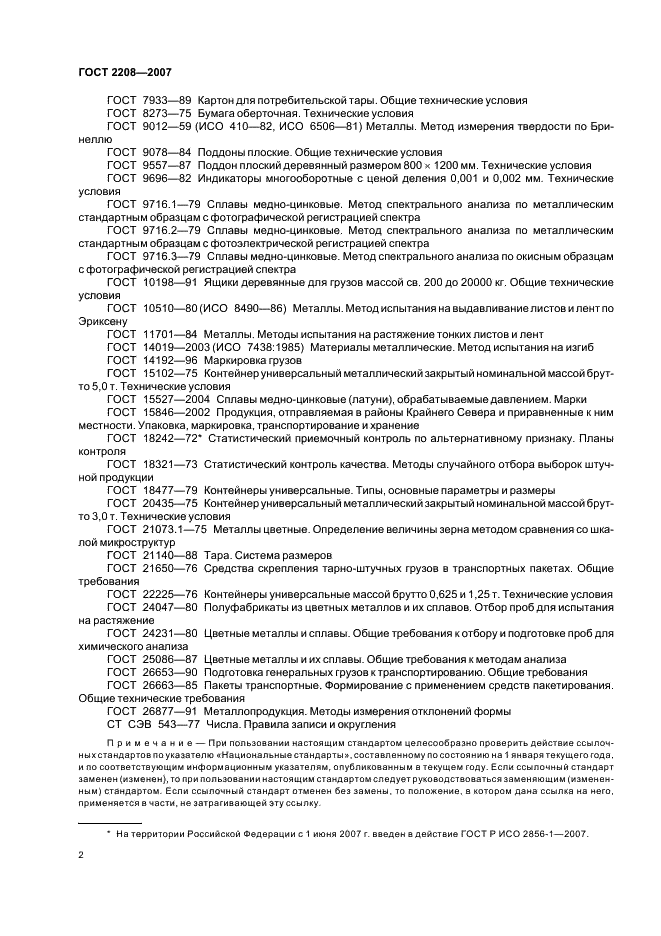 ГОСТ 2208—2007
ГОСТ 7933—89 Картон для потребительской тары. Общие технические условия
ГОСТ 8273—75 Бумага оберточная. Технические условия
ГОСТ 9012—59 (ИСО 410—82, ИСО 6506—81) Металлы. Метод измерения твердости по Бри-
неллю
ГОСТ 9078—84 Поддоны плоские. Общие технические условия
ГОСТ 9557—87 Поддон плоский деревянный размером 800 × 1200 мм. Технические условия
ГОСТ 9696—82 Индикаторы многооборотные с ценой деления 0,001 и 0,002 мм. Технические
условия
ГОСТ 9716.1—79 Сплавы медно-цинковые. Метод спектрального анализа по металлическим
стандартным образцам с фотографической регистрацией спектра
ГОСТ 9716.2—79 Сплавы медно-цинковые. Метод спектрального анализа по металлическим
стандартным образцам с фотоэлектрической регистрацией спектра
ГОСТ 9716.3—79 Сплавы медно-цинковые. Метод спектрального анализа по окисным образцам
с фотографической регистрацией спектра
ГОСТ 10198—91 Ящики деревянные для грузов массой св. 200 до 20000 кг. Общие технические
условия
ГОСТ 10510—80 (ИСО 8490—86) Металлы. Метод испытания на выдавливание листов и лент по
Эриксену
ГОСТ 11701—84 Металлы. Методы испытания на растяжение тонких листов и лент
ГОСТ 14019—2003 (ИСО 7438:1985) Материалы металлические. Метод испытания на изгиб
ГОСТ 14192—96 Маркировка грузов
ГОСТ 15102—75 Контейнер универсальный металлический закрытый номинальной массой брут-
то 5,0 т. Технические условия
ГОСТ 15527—2004 Сплавы медно-цинковые (латуни), обрабатываемые давлением. Марки
ГОСТ 15846—2002 Продукция, отправляемая в районы Крайнего Севера и приравненные к ним
местности. Упаковка, маркировка, транспортирование и хранение
ГОСТ 18242—72* Статистический приемочный контроль по альтернативному признаку. Планы
контроля
ГОСТ 18321—73 Статистический контроль качества. Методы случайного отбора выборок штуч-
ной продукции
ГОСТ 18477—79 Контейнеры универсальные. Типы, основные параметры и размеры
ГОСТ 20435—75 Контейнер универсальный металлический закрытый номинальной массой брут-
то 3,0 т. Технические условия
ГОСТ 21073.1—75 Металлы цветные. Определение величины зерна методом сравнения со шка-
лой микроструктур
ГОСТ 21140—88 Тара. Система размеров
ГОСТ 21650—76 Средства скрепления тарно-штучных грузов в транспортных пакетах. Общие
требования
ГОСТ 22225—76 Контейнеры универсальные массой брутто 0,625 и 1,25 т. Технические условия
ГОСТ 24047—80 Полуфабрикаты из цветных металлов и их сплавов. Отбор проб для испытания
на растяжение
ГОСТ 24231—80 Цветные металлы и сплавы. Общие требования к отбору и подготовке проб для
химического анализа
ГОСТ 25086—87 Цветные металлы и их сплавы. Общие требования к методам анализа
ГОСТ 26653—90 Подготовка генеральных грузов к транспортированию. Общие требования
ГОСТ 26663—85 Пакеты транспортные. Формирование с применением средств пакетирования.
Общие технические требования
ГОСТ 26877—91 Металлопродукция. Методы измерения отклонений формы
СТ СЭВ 543—77 Числа. Правила записи и округления
Примечание — При пользовании настоящим стандартом целесообразно проверить действие ссылоч-
ных стандартов по указателю «Национальные стандарты», составленному по состоянию на 1 января текущего года,
и по соответствующим информационным указателям, опубликованным в текущем году. Если ссылочный стандарт
заменен (изменен), то при пользовании настоящим стандартом следует руководствоваться заменяющим (изменен-
ным) стандартом. Если ссылочный стандарт отменен без замены, то положение, в котором дана ссылка на него,
применяется в части, не затрагивающей эту ссылку.
* На территории Российской Федерации с 1 июня 2007 г. введен в действие ГОСТ Р ИСО 2856-1—2007.
2